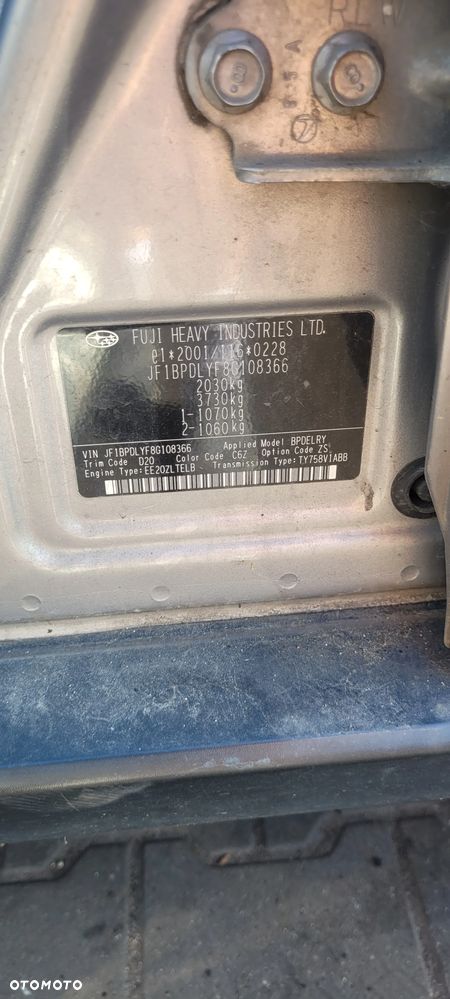 FUJI HEAVY INDUSTRIES LTD.
e1*2001/116*0228
JF1BPDLYF8G108366
2030kg
3730kg
1-1070kg
2-1060kg
VIN JF1BPDLYF8G108366 Applied Model BPDELRY
Trim Code D20 Color Code C6Z Option Code ZS
Engine Type:EE20ZLTELB Transmission Type:TY758VIABB
OTOMOTO